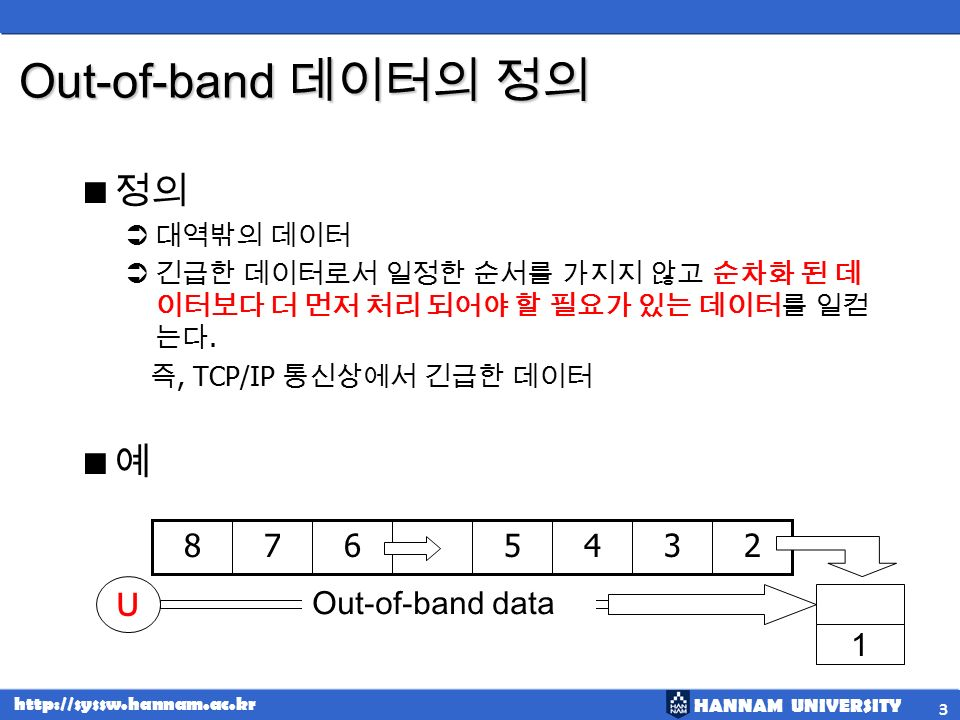 Out-of-band 데이터의 정의
정의
대역밖의 데이터
긴급한 데이터로서 일정한 순서를 가지지 않고 순차화 된 데
이터보다 더 먼저 처리 되어야 할 필요가 있는 데이터를 일컫
는다.
즉, TCP/IP 통신상에서 긴급한 데이터
예
8 7 6 5 4 3 2
U
Out-of-band data
1
http://syssw.hannam.ac.kr
HAN
NAM
HANNAM UNIVERSITY
3